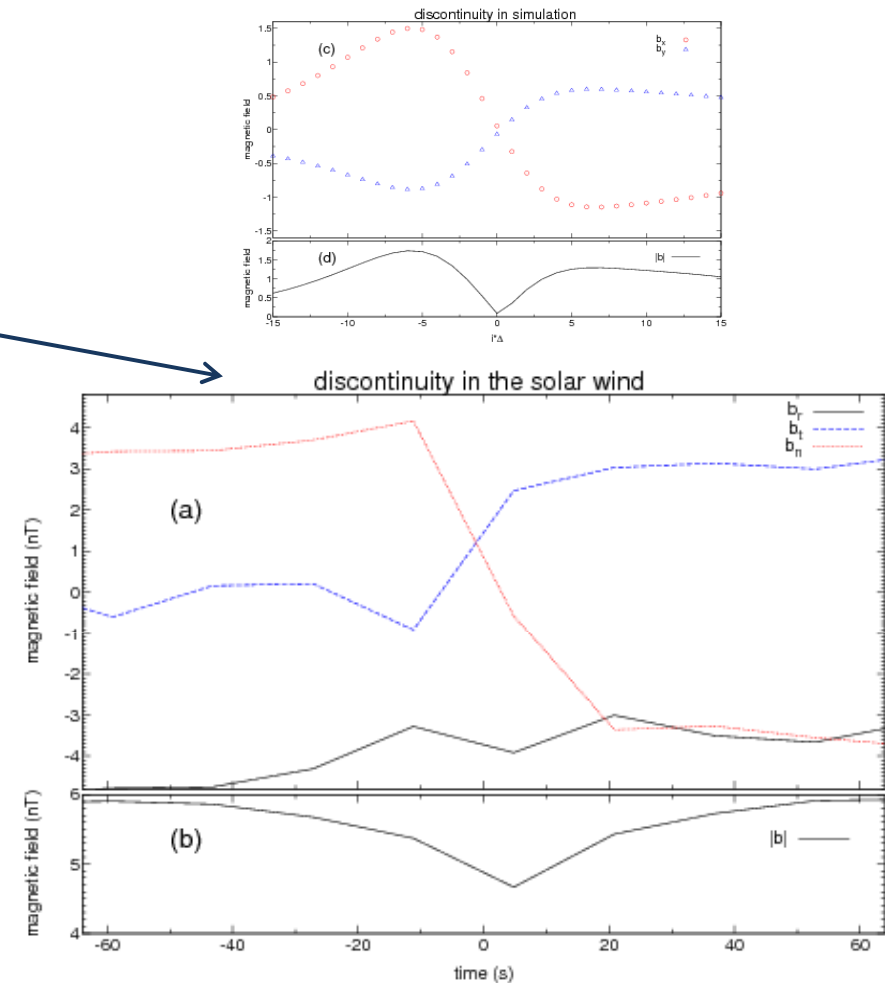 discontinuity in simulation
1.5
1
0.5
0
-0.5
-1
-1.5
magnetic field
(c)
bx
by
2
1.5
1
0.5
0
magnetic field
(d)
|b|
-15 -10 -5 0 5 10 15
i*Δ
discontinuity in the solar wind
4
3
2
1
0
-1
-2
-3
-4
magnetic field (nT)
(a)
br
bt
bn
6
5
4
magnetic field (nT)
(b)
|b|
-60 -40 -20 0 20 40 60
time (s)